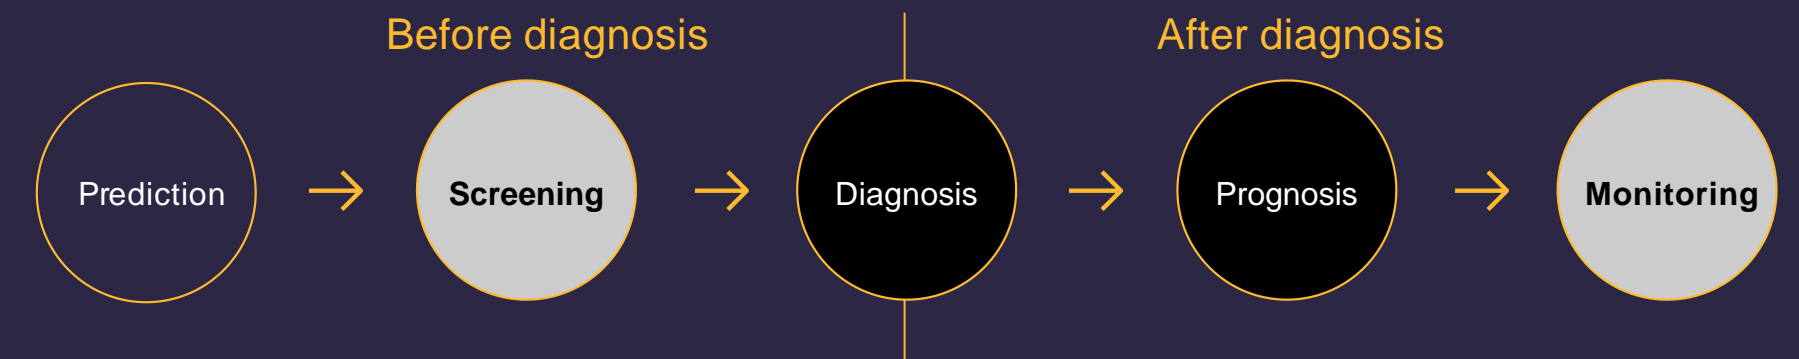 Before diagnosis
After diagnosis
Prediction
Screening
Diagnosis
Prognosis
Monitoring